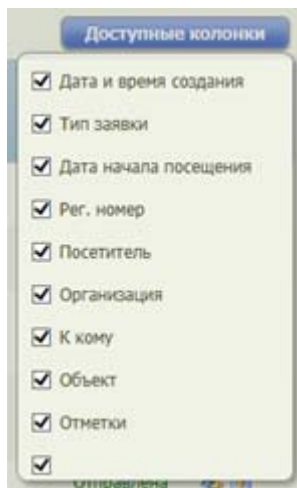 Доступные колонки
Дата и время создания
Тип заявки
Дата начала посещения
Рег. номер
Посетитель
Организация
К кому
Объект
Отметки
Отправлена